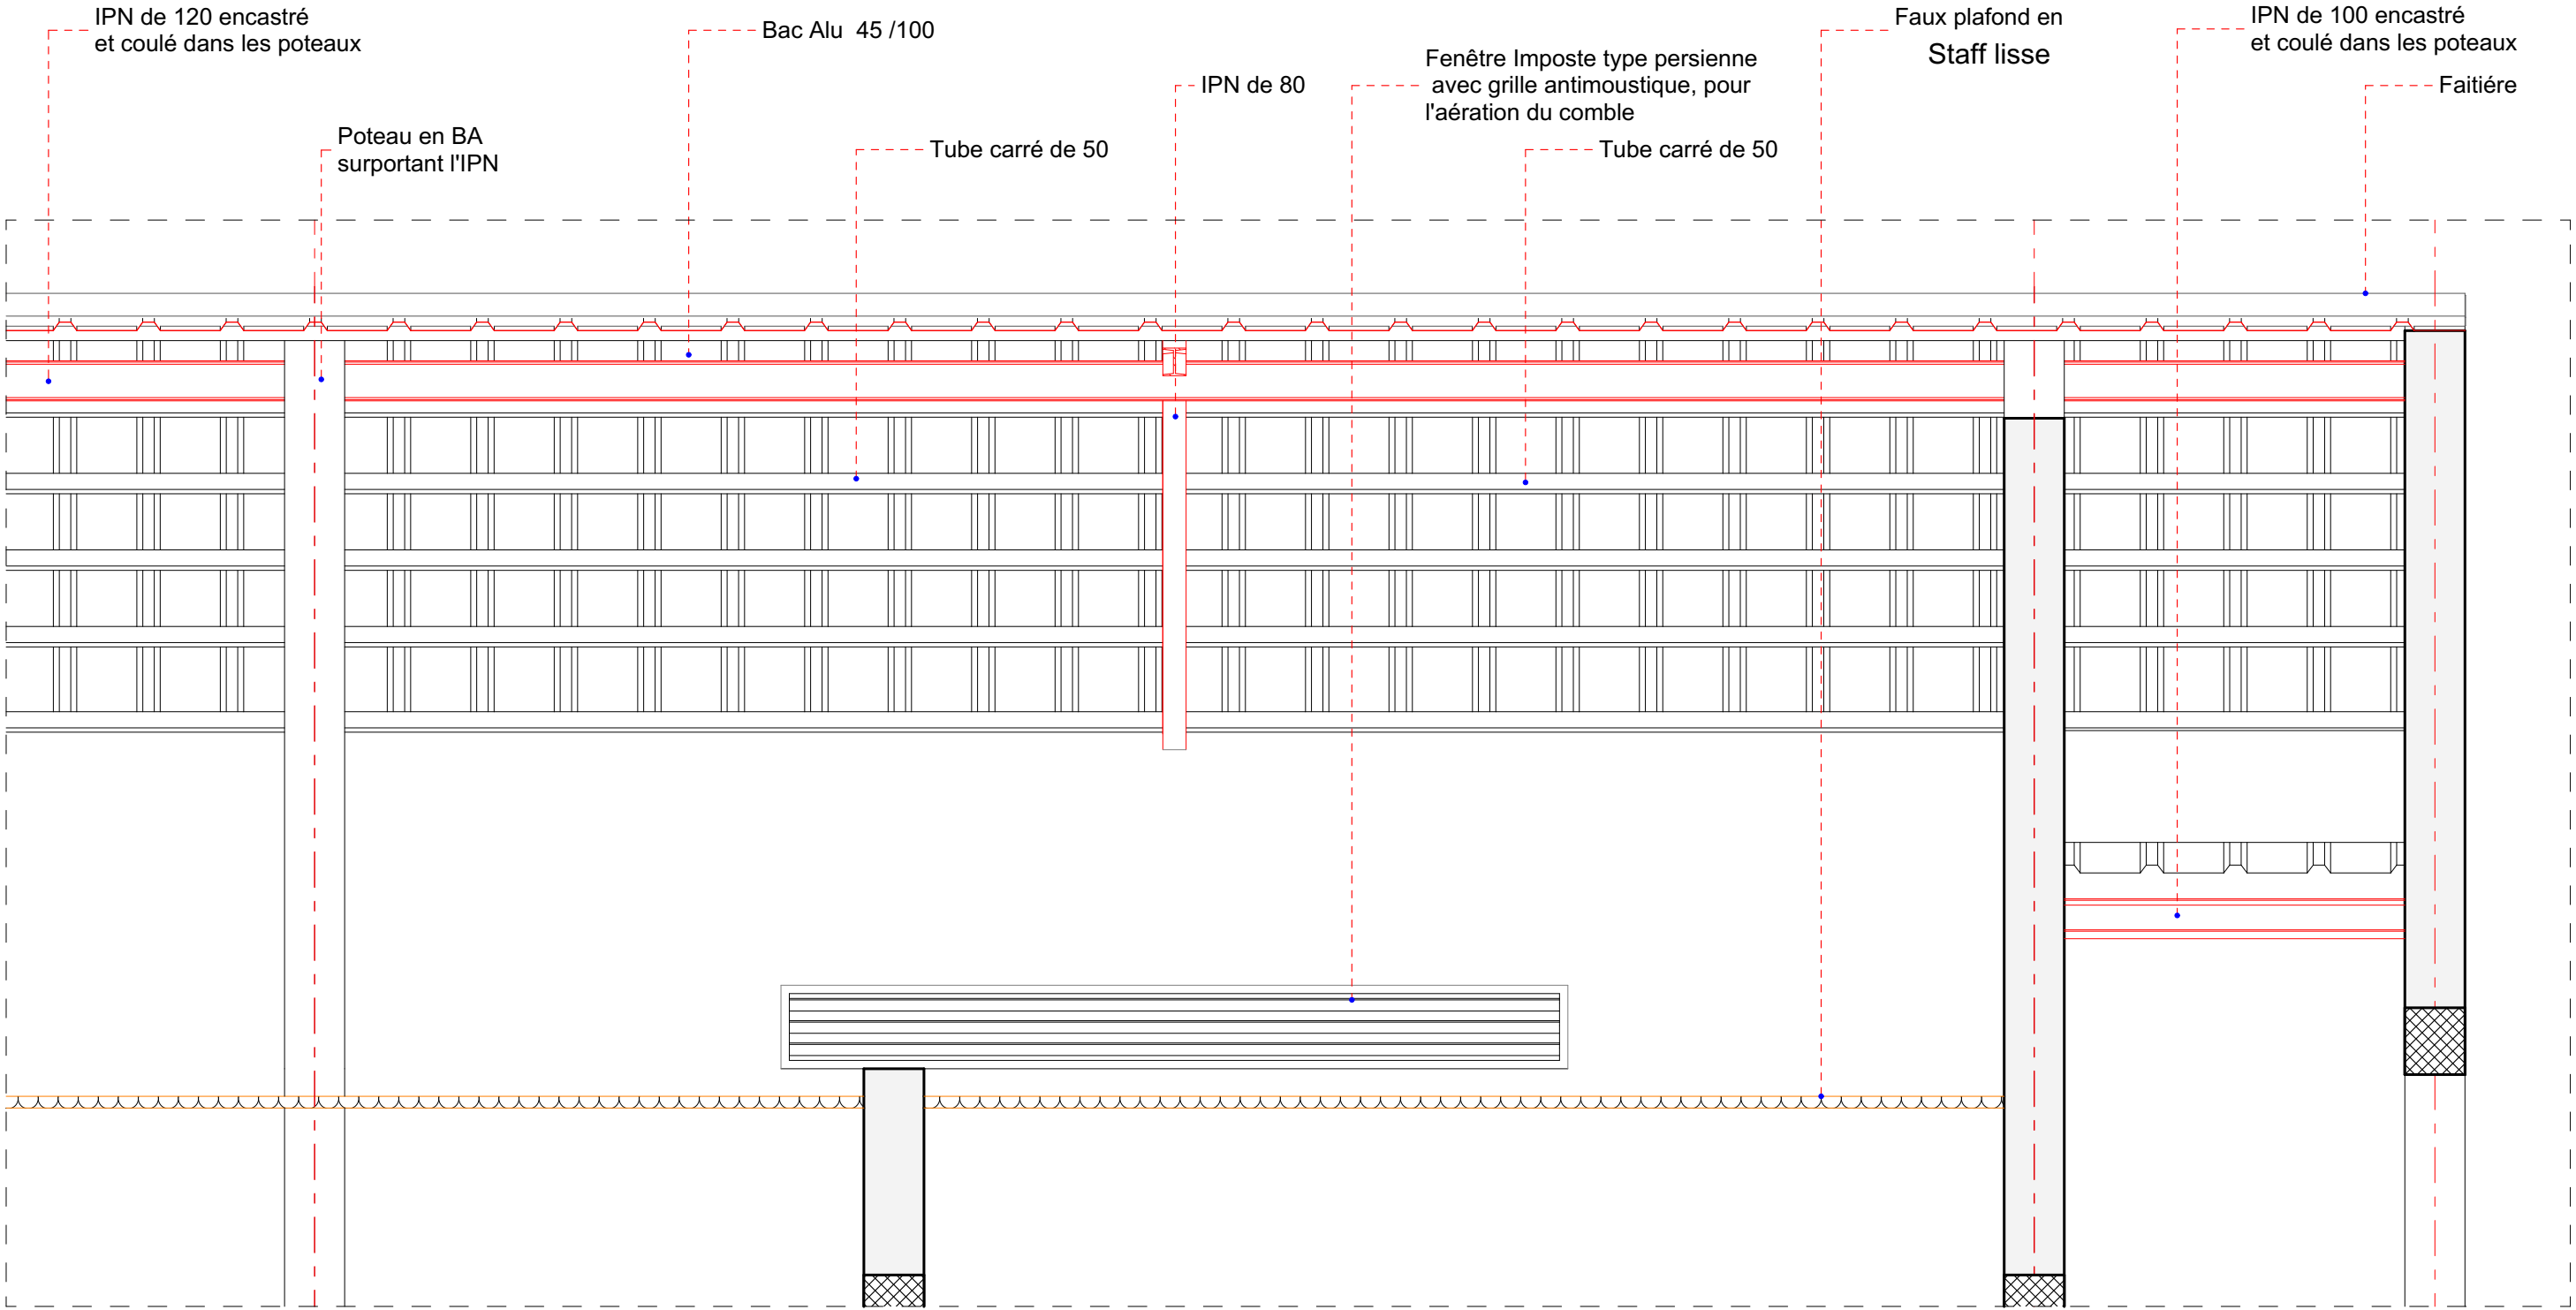 IPN de 120 encastré
et coulé dans les poteaux
Bac Alu 45 /100
Faux plafond en
Staff lisse
IPN de 100 encastré
et coulé dans les poteaux
Fenêtre Imposte type persienne
avec grille antimoustique, pour
l'aération du comble
IPN de 80
Faitiére
Poteau en BA
surportant l'IPN
Tube carré de 50
Tube carré de 50